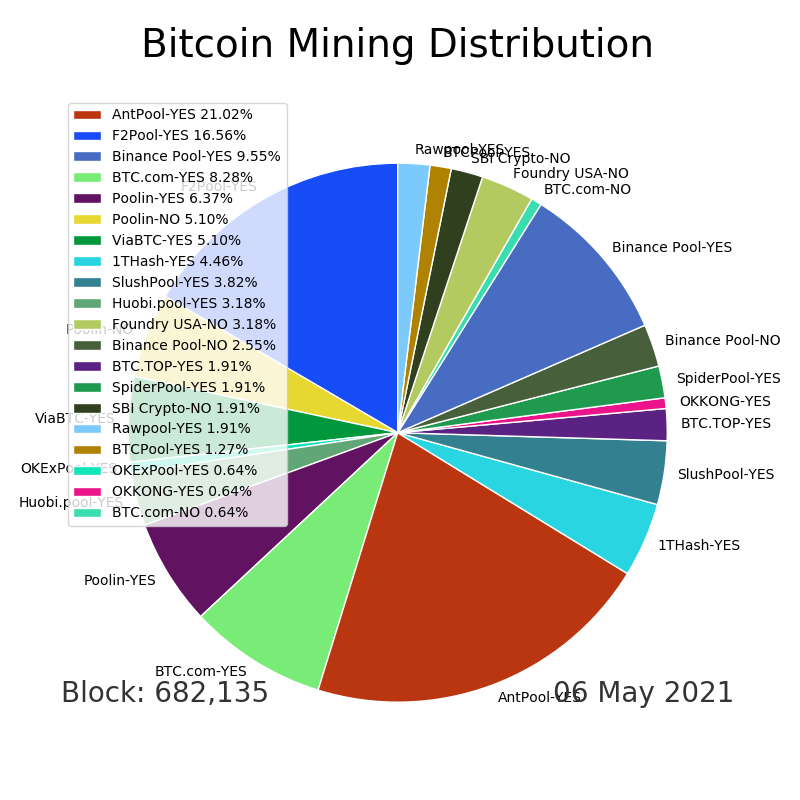 Bitcoin Mining Distribution
AntPool-YES 21.02%
F2Pool-YES 16.56%
Binance Pool-YES 9.55%
BTC.com-YES 8.28%
Poolin-YES 6.37%
Poolin-NO 5.10%
ViaBTC-YES 5.10%
1THash-YES 4.46%
SlushPool-YES 3.82%
Huobi.pool-YES 3.18%
Foundry USA-NO 3.18%
Binance Pool-NO 2.55%
BTC.TOP-YES 1.91%
SpiderPool-YES 1.91%
SBI Crypto-NO 1.91%
Rawpool-YES 1.91%
BTCPool-YES 1.27%
OKExPool-YES 0.64%
OKKONG-YES 0.64%
BTC.com-NO 0.64%
Rawpool-YES
BTCPool-YES
SBI Crypto-NO
Foundry USA-NO
BTC.com-NO
Binance Pool-YES
Binance Pool-NO
SpiderPool-YES
OKKONG-YES
BTC.TOP-YES
SlushPool-YES
1THash-YES
AntPool-YES
BTC.com-YES
Poolin-YES
Huobi.pool-YES
OKExPool-YES
ViaBTC-YES
Poolin-NO
F2Pool-YES
Block: 682,135
06 May 2021